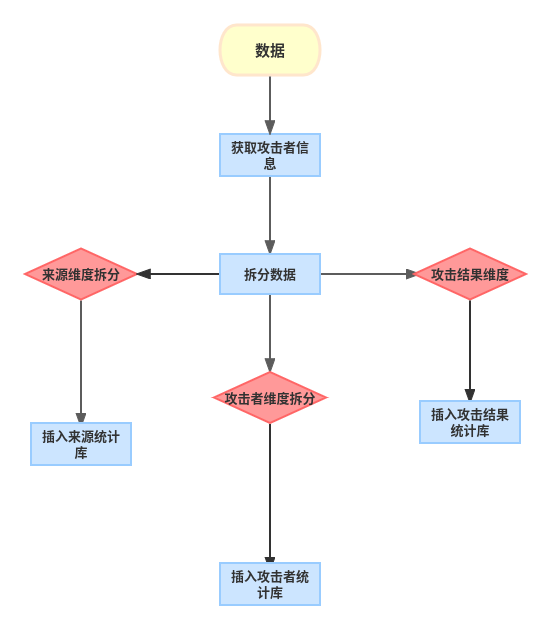 数据
获取攻击者信
息
来源维度拆分
拆分数据
攻击结果维度
攻击者维度拆分
插入攻击结果
统计库
插入来源统计
库
插入攻击者统
计库